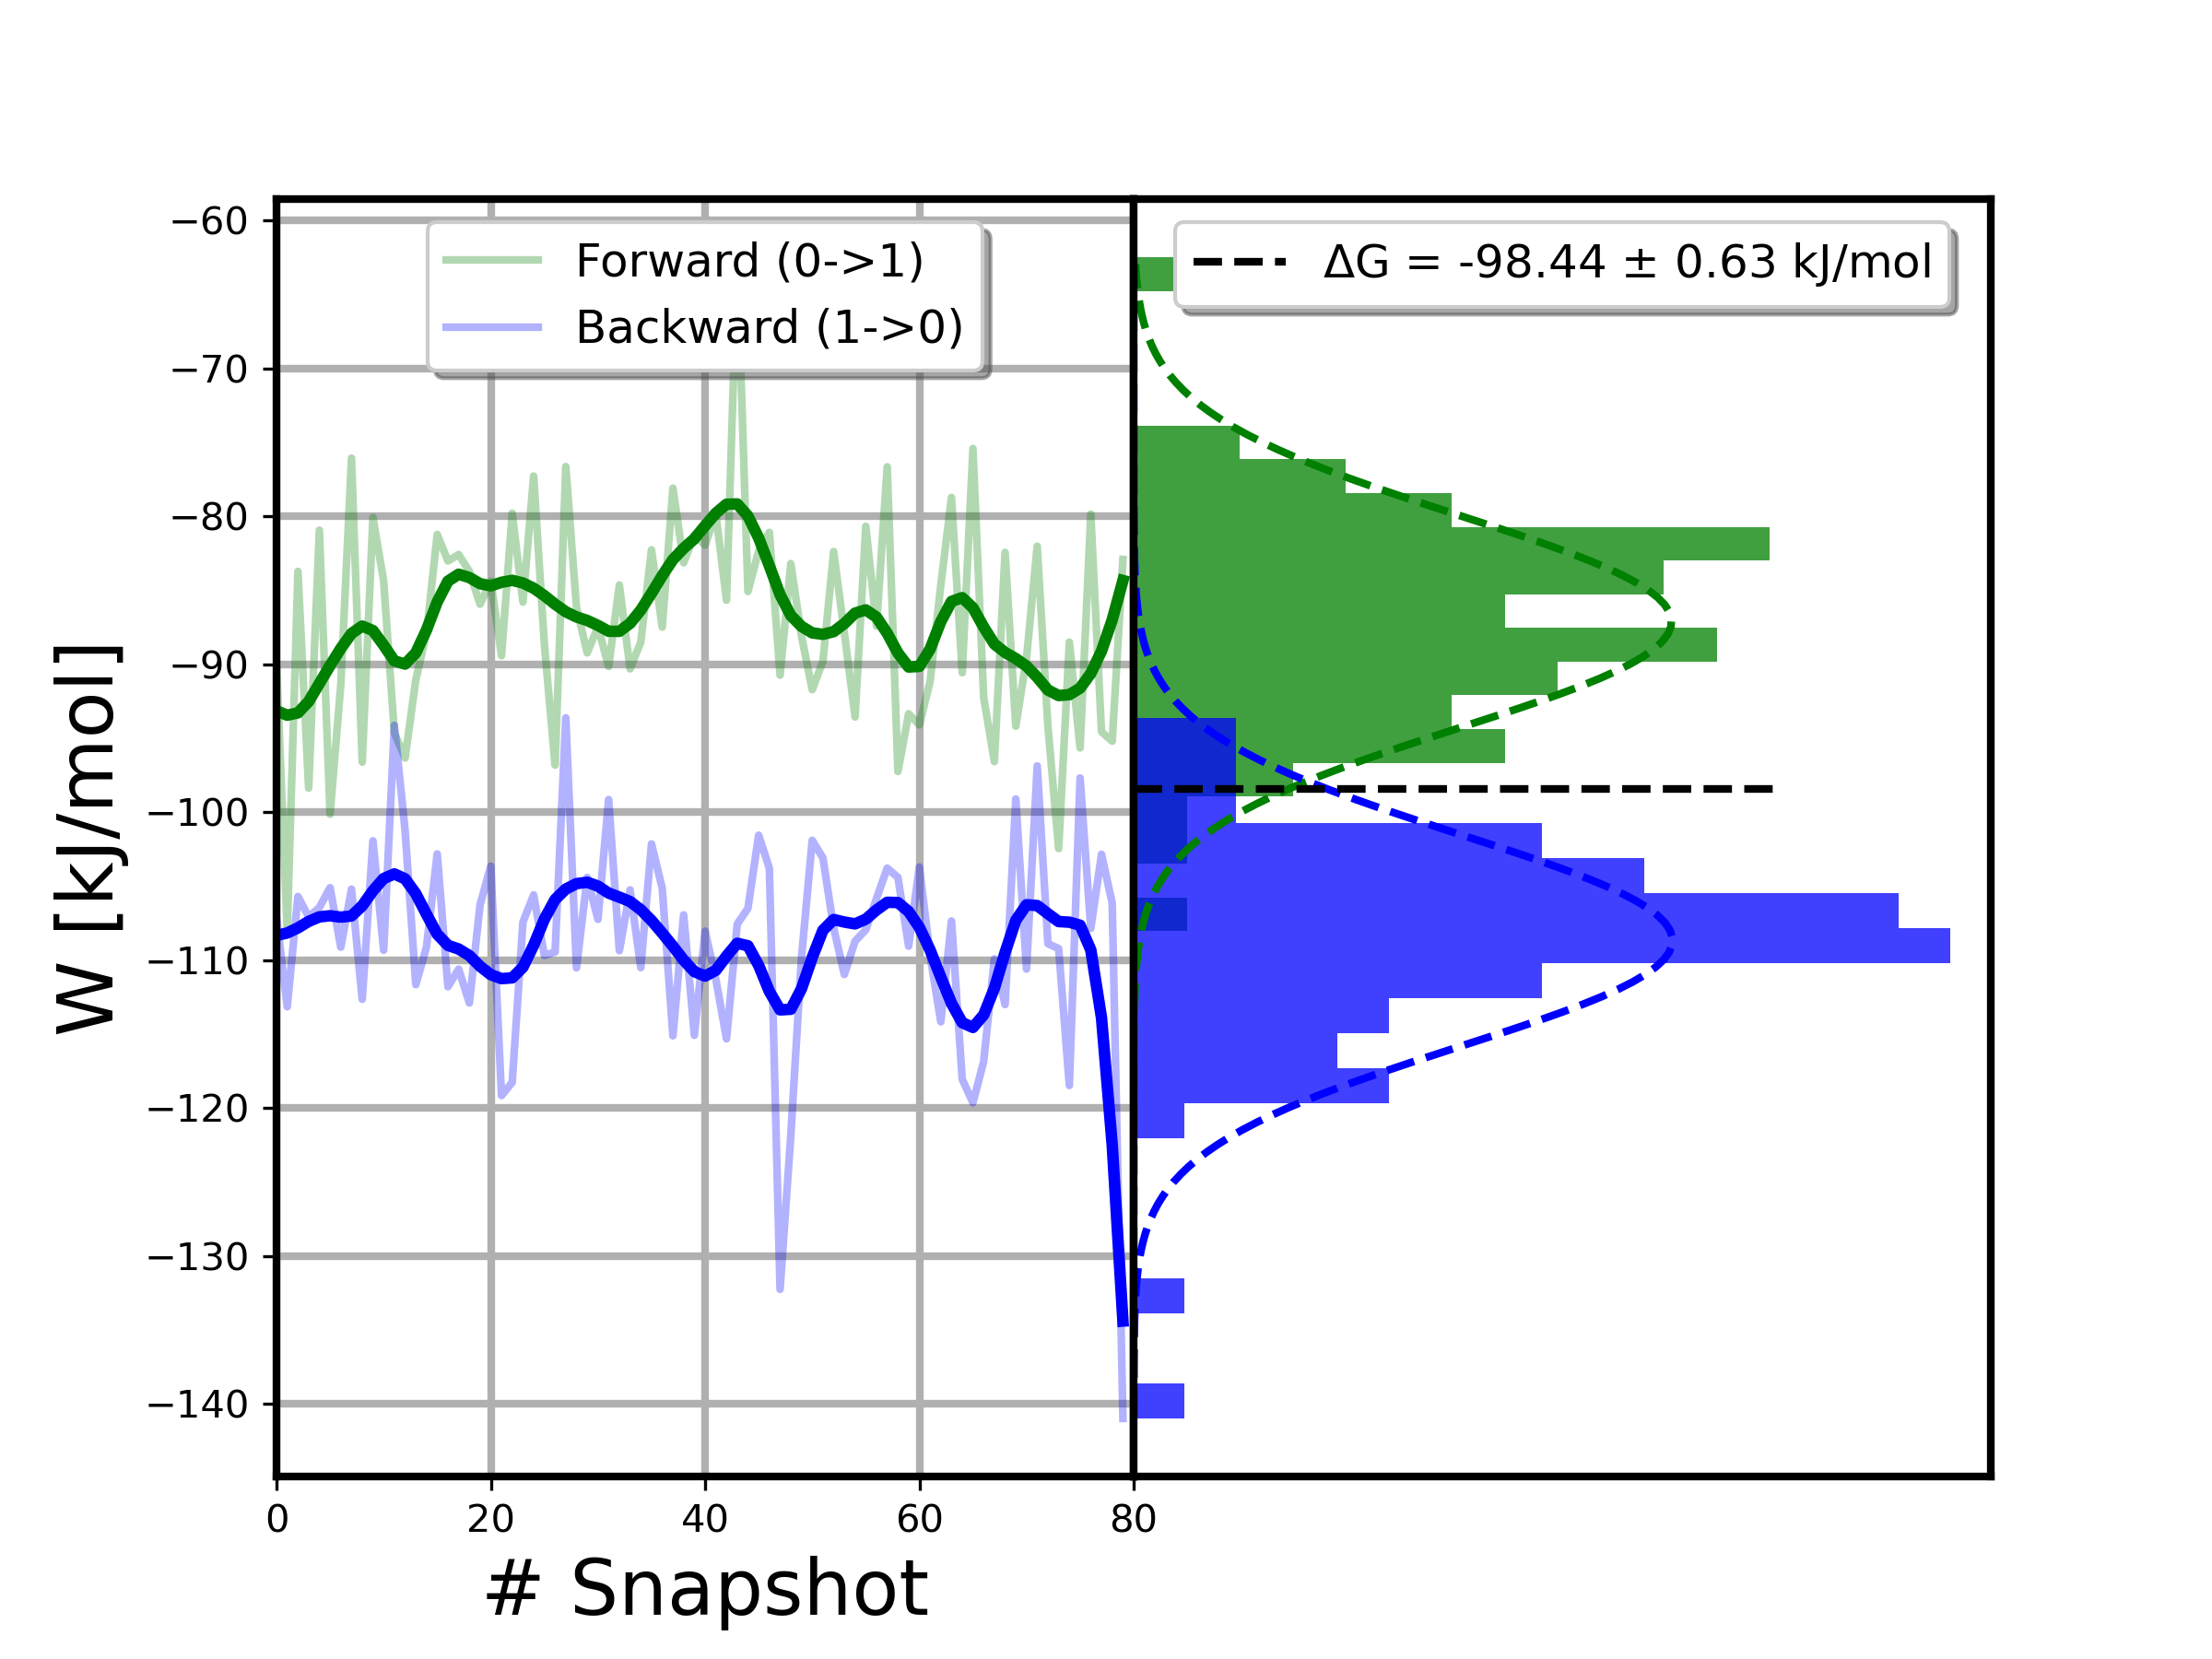 Forward (0->1)
Backward (1->0)
ΔG = -98.44 ± 0.63 kJ/mol
W [kJ/mol]
−60
−70
−80
−90
−100
−110
−120
−130
−140
0 20 40 60 80
# Snapshot